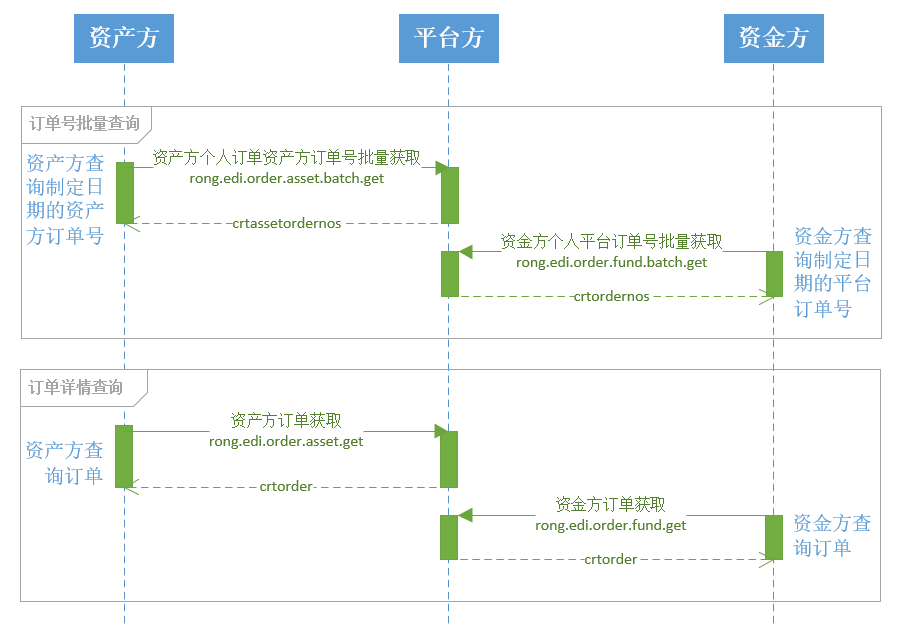 资产方
平台方
资金方
订单号批量查询
资产方查
询制定日
期的资产
方订单号
资产方个人订单资产方订单号批量获取
rong.edi.order.asset.batch.get
crtassetordernos
资金方个人平台订单号批量获取
rong.edi.order.fund.batch.get
crtordernos
资金方查
询制定日
期的平台
订单号
订单详情查询
资产方查
询订单
资产方订单获取
rong.edi.order.asset.get
crtorder
资金方订单获取
rong.edi.order.fund.get
crtorder
资金方查
询订单